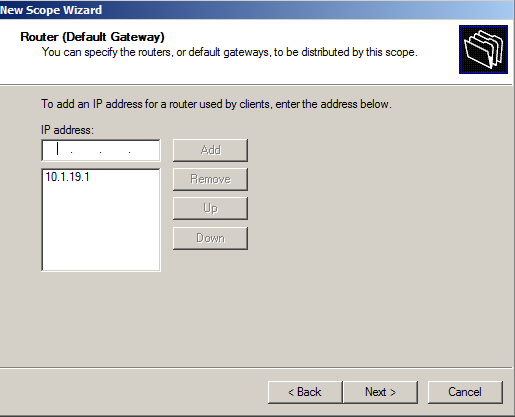 New Scope Wizard
Router (Default Gateway)
You can specify the routers, or default gateways, to be distributed by this scope.
To add an IP address for a router used by clients, enter the address below.
IP address:
. . .
Add
10.1.19.1
Remove
Up
Down
< Back
Next >
Cancel